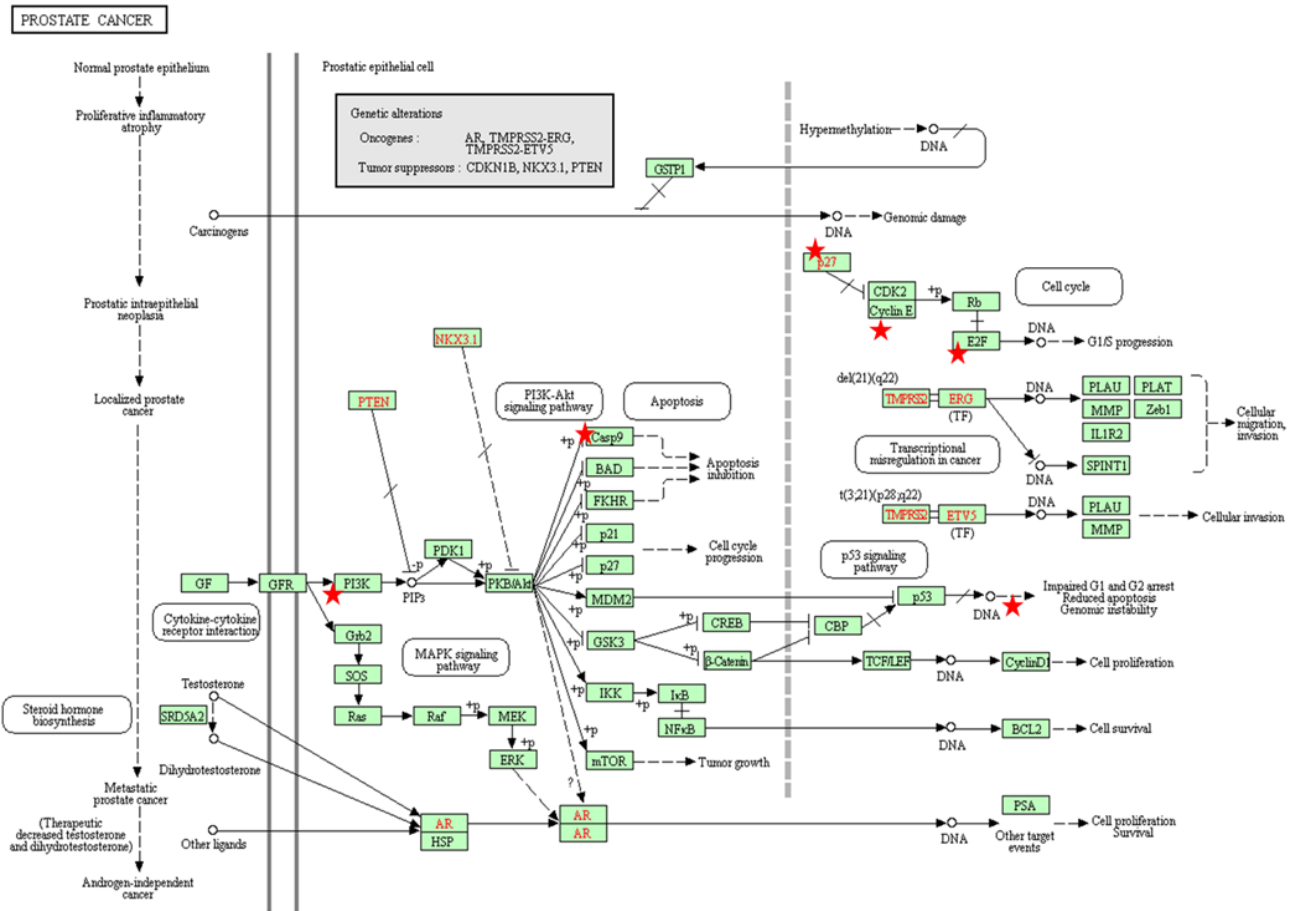 PROSTATE CANCER
Normal prostate epithelium
Proliferative inflammatory
atrophy
Prostatic intraepithelial
neoplasia
Localized prostate
cancer
Metastatic
prostate cancer
(Therapeutic
decreased testosterone
and dihydrotestosterone)
Androgen-independent
cancer
Prostatic epithelial cell
Genetic alterations
Oncogenes : AR, TMPRSS2-ERG,
TMPRSS2-ETV5
Tumor suppressors : CDKN1B, NKX3.1, PTEN
Hypermethylation
DNA
GSTP1
Carcinogens
DNA
Genomic damage
p27
CDK2
Cyclin E
+p
Rb
E2F
Cell cycle
DNA
G1/S progression
NKX3.1
PTEN
PI3K-Akt
signaling pathway
Apoptosis
del(21)(q22)
TMPRSS2
ERG
(TF)
DNA
PLAU
PLAT
MMP
Zeb1
IL1R2
Cellular
migration,
invasion
Transcriptional
misregulation in cancer
DNA
SPINT1
t(3;21)(p28;q22)
TMPRSS2
ETV5
(TF)
DNA
PLAU
MMP
Cellular invasion
+p
Casp9
+p
BAD
+p
FKHR
Apoptosis
inhibition
+p
p21
+p
p27
Cell cycle
progression
+p
MDM2
+p
GSK3
+p
IKK
+p
mTOR
Tumor growth
GF
GFR
PI3K
-p
PIP3
PDK1
+p
PKB/Akt
Cytokine-cytokine
receptor interaction
Grb2
SOS
Ras
Raf
+p
MEK
+p
ERK
MAPK signaling
pathway
p53 signaling
pathway
p53
DNA
Impaired G1 and G2 arrest
Reduced apoptosis
Genomic instability
+p
CREB
CBP
+p
β-Catenin
TCF/LEF
DNA
CyclinD1
Cell proliferation
+p
IκB
NFκB
DNA
BCL2
Cell survival
Steroid hormone
biosynthesis
Testosterone
SRD5A2
Dihydrotestosterone
Other ligands
AR
HSP
?
AR
AR
DNA
PSA
Other target
events
Cell proliferation
Survival